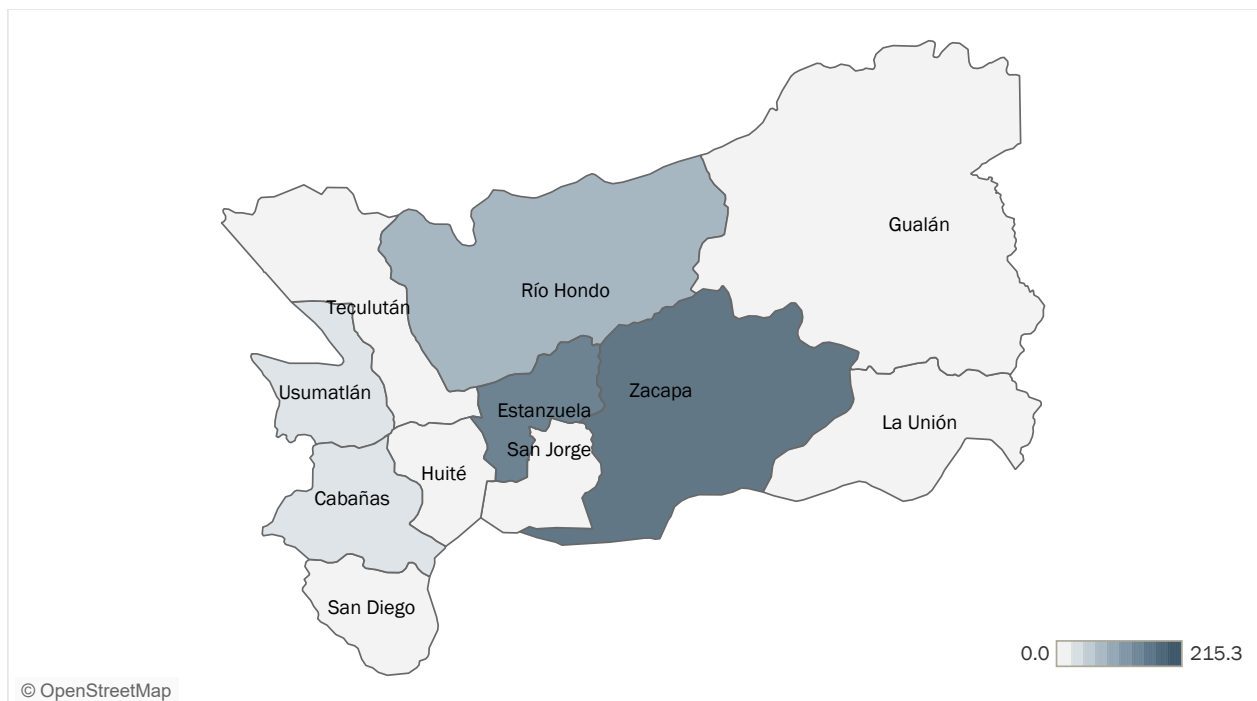 Gualán
Río Hondo
Teculután
Usumatlán
Zacapa
Estanzuela
La Unión
San Jorge
Huité
Cabañas
San Diego
0.0 215.3
© OpenStreetMap